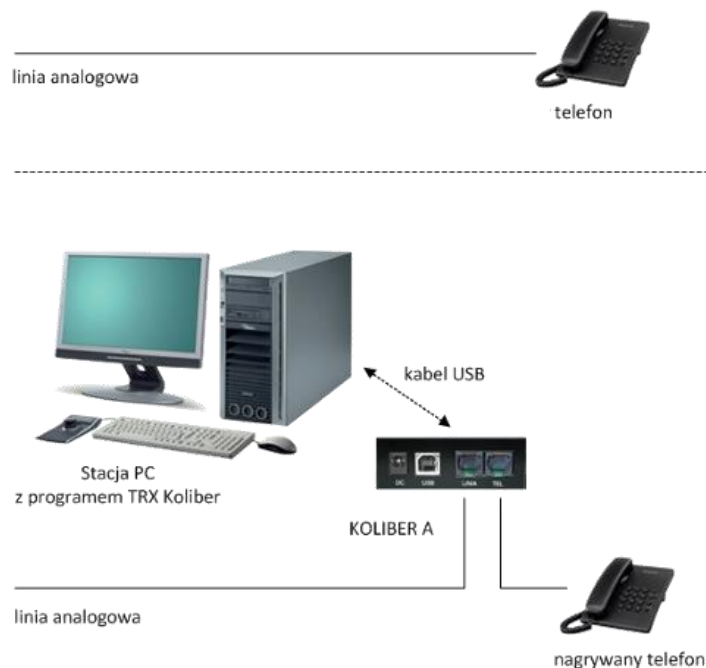 linia analogowa
telefon
kabel USB
Stacja PC
z programem TRX Koliber
DC USB LINIA TEL
KOLIBER A
linia analogowa
nagrywany telefon